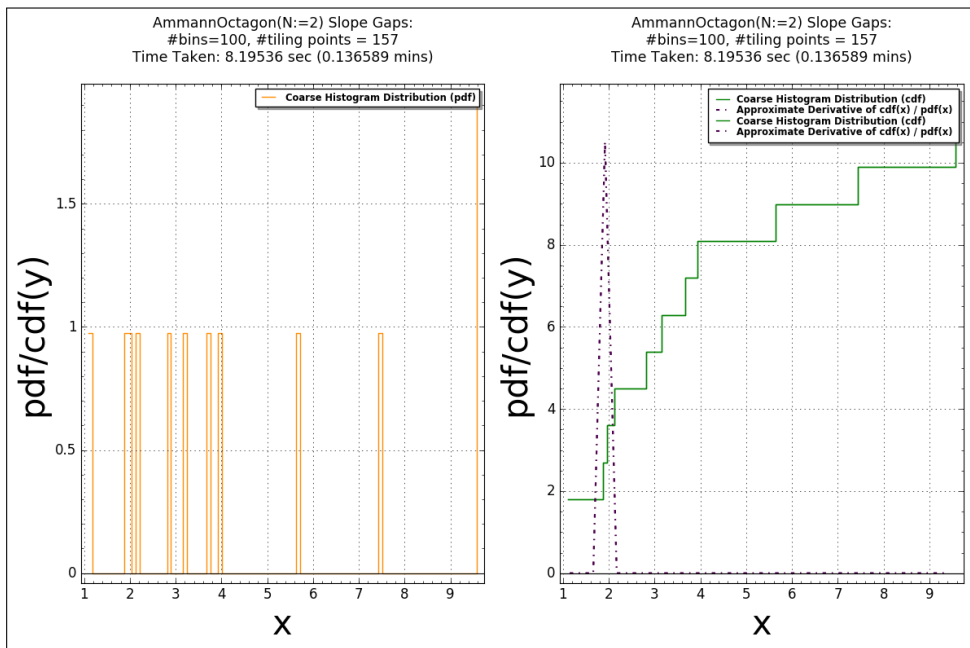 AmmannOctagon(N:=2) Slope Gaps:
#bins=100, #tiling points = 157
Time Taken: 8.19536 sec (0.136589 mins)
Coarse Histogram Distribution (pdf)
1.5
1
0.5
0
pdf/cdf(y)
1 2 3 4 5 6 7 8 9
x
AmmannOctagon(N:=2) Slope Gaps:
#bins=100, #tiling points = 157
Time Taken: 8.19536 sec (0.136589 mins)
Coarse Histogram Distribution (cdf)
Approximate Derivative of cdf(x) / pdf(x)
Coarse Histogram Distribution (cdf)
Approximate Derivative of cdf(x) / pdf(x)
10
8
6
4
2
0
pdf/cdf(y)
1 2 3 4 5 6 7 8 9
x